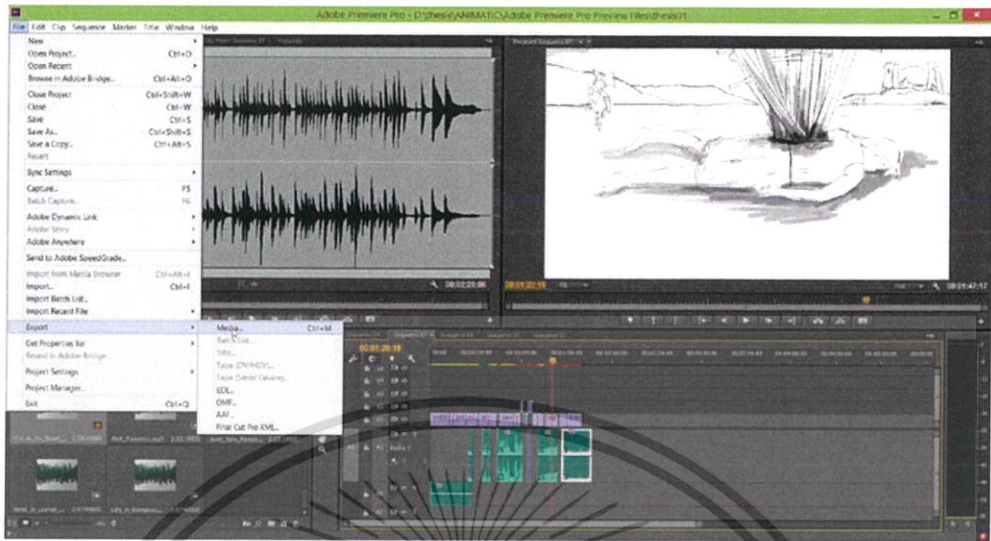 Adobe Premiere Pro - D:\thesis\ANIMATIC\Adobe Premiere Pro Preview Files\thesis01
File Edit Clip Sequence Marker Title Window Help
New
Open Project... Ctrl+O
Open Recent
Browse in Adobe Bridge... Ctrl+Alt+O
Close Project Ctrl+Shift+W
Close Ctrl+W
Save Ctrl+S
Save As... Ctrl+Shift+S
Save a Copy... Ctrl+Alt+S
Revert
Sync Settings
Capture... F5
Batch Capture... F6
Adobe Dynamic Link
Adobe Story
Adobe Anywhere
Send to Adobe SpeedGrade...
Import from Media Browser Ctrl+Alt+I
Import... Ctrl+I
Import Batch List...
Import Recent File
Export
Get Properties for
Reveal in Adobe Bridge...
Project Settings
Project Manager...
Exit Ctrl+Q
Media... Ctrl+M
Batch List...
Title...
Tape (DV/HDV)...
Tape (Serial Device)...
EDL...
OMF...
AAF...
Final Cut Pro XML...
00:02:23:06
00:01:20:18
00:01:47:17
00:01:20:18